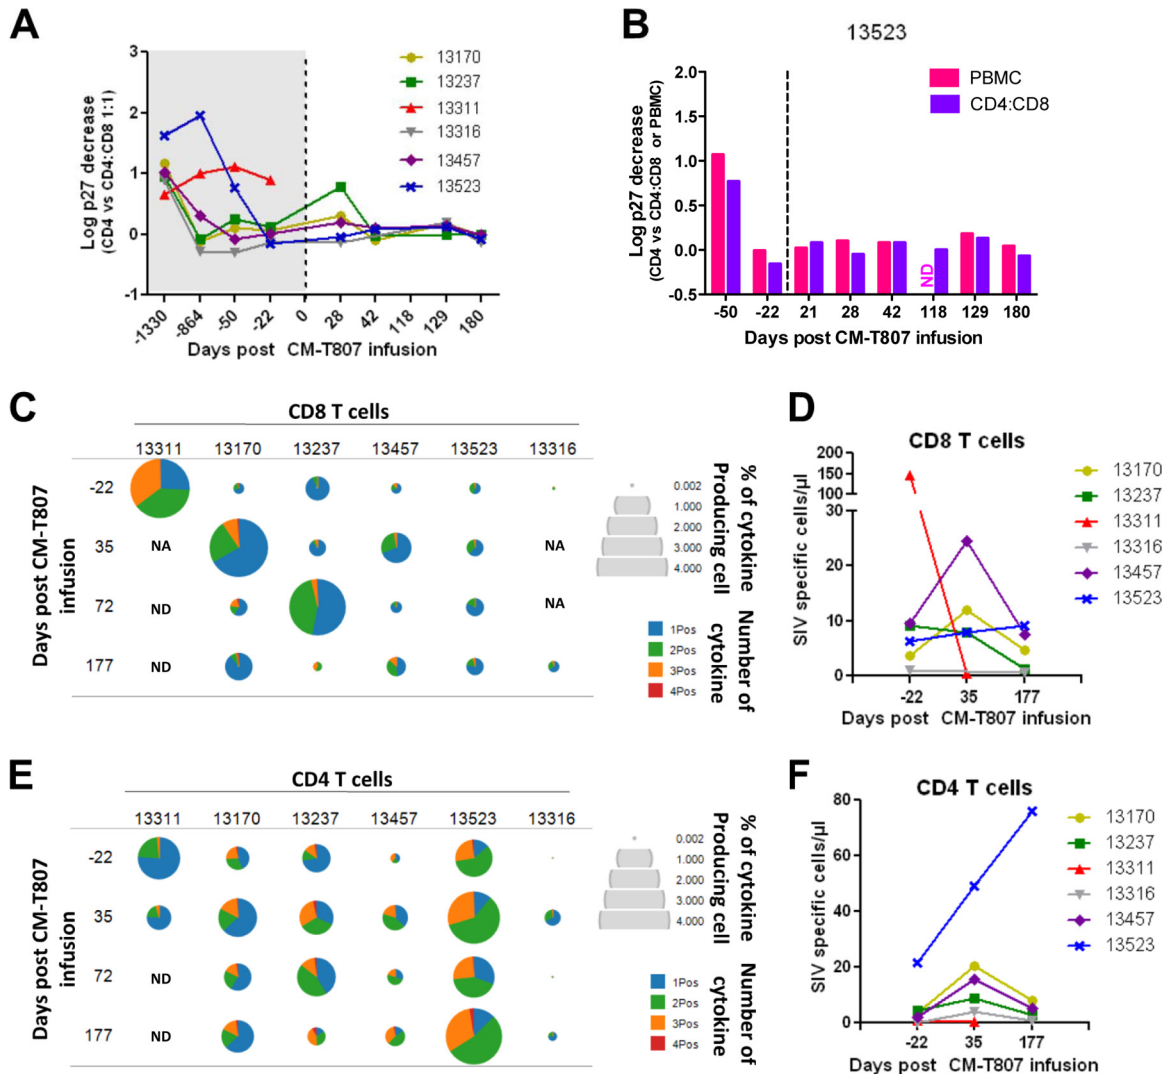 A
Log p27 decrease
(CD4 vs CD4:CD8 1:1)
3
2
1
0
-1
-1330
-864
-50
-22
0
28
42
118
129
180
Days post CM-T807 infusion
13170
13237
13311
13316
13457
13523
B
13523
Log p27 decrease
(CD4 vs CD4:CD8 or PBMC)
2.0
1.5
1.0
0.5
0.0
-0.5
PBMC
CD4:CD8
ND
-50 -22 21 28 42 118 129 180
Days post CM-T807 infusion
C
CD8 T cells
13311 13170 13237 13457 13523 13316
Days post CM-T807
infusion
-22
35 NA NA
72 ND NA
177 ND
% of cytokine
Producing cell
0.002
1.000
2.000
3.000
4.000
Number of
cytokine
1Pos
2Pos
3Pos
4Pos
D
CD8 T cells
SIV specific cells/µl
200
150
100
50
30
20
10
0
-22 35 177
Days post CM-T807 infusion
13170
13237
13311
13316
13457
13523
E
CD4 T cells
13311 13170 13237 13457 13523 13316
Days post CM-T807
infusion
-22
35
72 ND
177 ND
% of cytokine
Producing cell
0.002
1.000
2.000
3.000
4.000
Number of
cytokine
1Pos
2Pos
3Pos
4Pos
F
CD4 T cells
SIV specific cells/µl
80
60
40
20
0
-22 35 177
Days post CM-T807 infusion
13170
13237
13311
13316
13457
13523